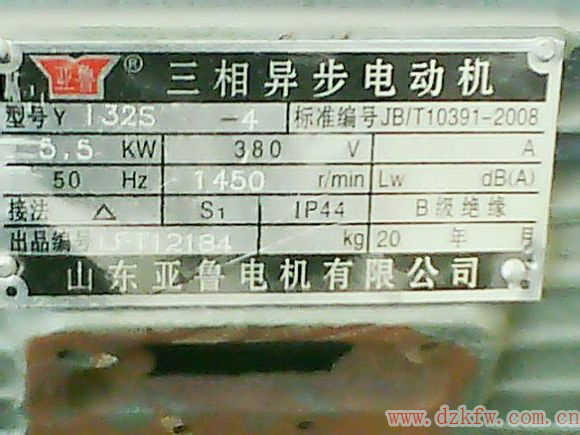 亚鲁 ® 三相异步电动机
型号 Y 132S -4 标准编号 JB/T10391-2008
5.5 KW 380 V A
50 Hz 1450 r/min Lw dB(A)
接法 △ S1 IP44 B级绝缘
出品编号 LFT12184 kg 20 年 月
山东亚鲁电机有限公司
http://www.dzkfw.com.cn